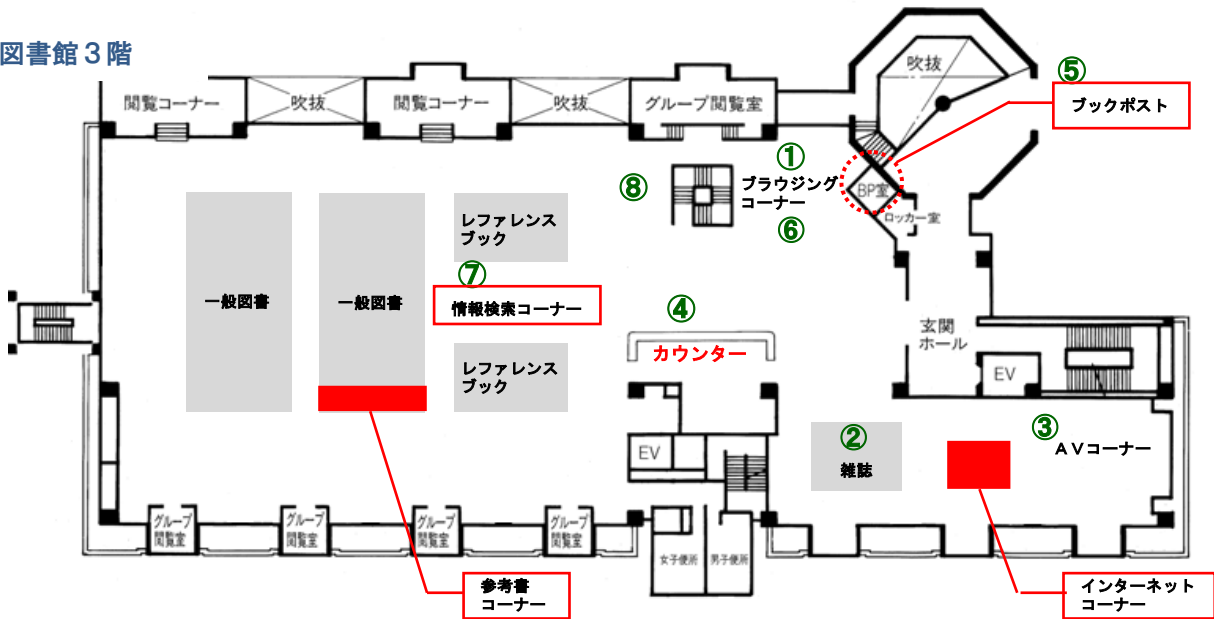 図書館３階
閲覧コーナー
吹抜
閲覧コーナー
吹抜
グループ閲覧室
吹抜
⑤
ブックポスト
①
ブラウジング
コーナー
⑥
⑧
BP室
ロッカー室
レファレンス
ブック
⑦
情報検索コーナー
一般図書
一般図書
④
カウンター
レファレンス
ブック
玄関
ホール
EV
②
雑誌
③
ＡＶコーナー
EV
グループ
閲覧室
グループ
閲覧室
グループ
閲覧室
グループ
閲覧室
女子便所
男子便所
参考書
コーナー
インターネット
コーナー